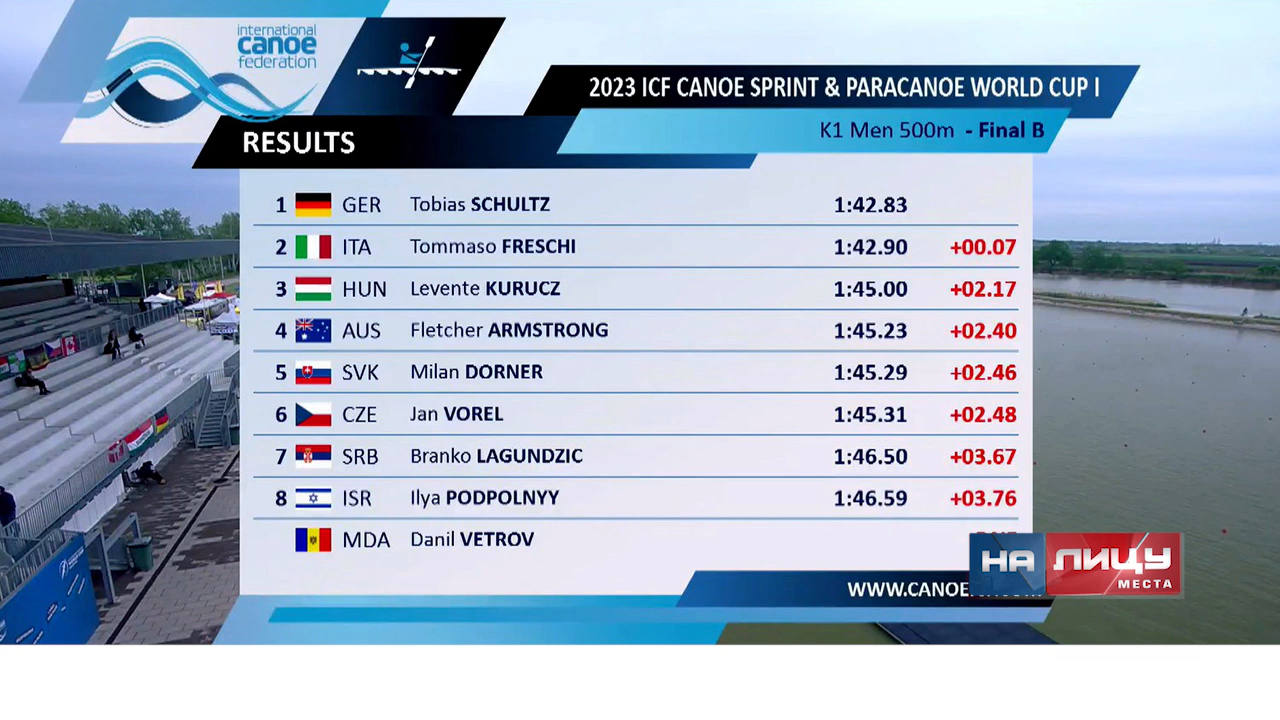 international
canoe
federation
2023 ICF CANOE SPRINT & PARACANOE WORLD CUP I
K1 Men 500m - Final B
RESULTS
1 GER Tobias SCHULTZ 1:42.83
2 ITA Tommaso FRESCHI 1:42.90 +00.07
3 HUN Levente KURUCZ 1:45.00 +02.17
4 AUS Fletcher ARMSTRONG 1:45.23 +02.40
5 SVK Milan DORNER 1:45.29 +02.46
6 CZE Jan VOREL 1:45.31 +02.48
7 SRB Branko LAGUNDZIC 1:46.50 +03.67
8 ISR Ilya PODPOLNYY 1:46.59 +03.76
MDA Danil VETROV
НА ЛИЦУ
МЕСТА